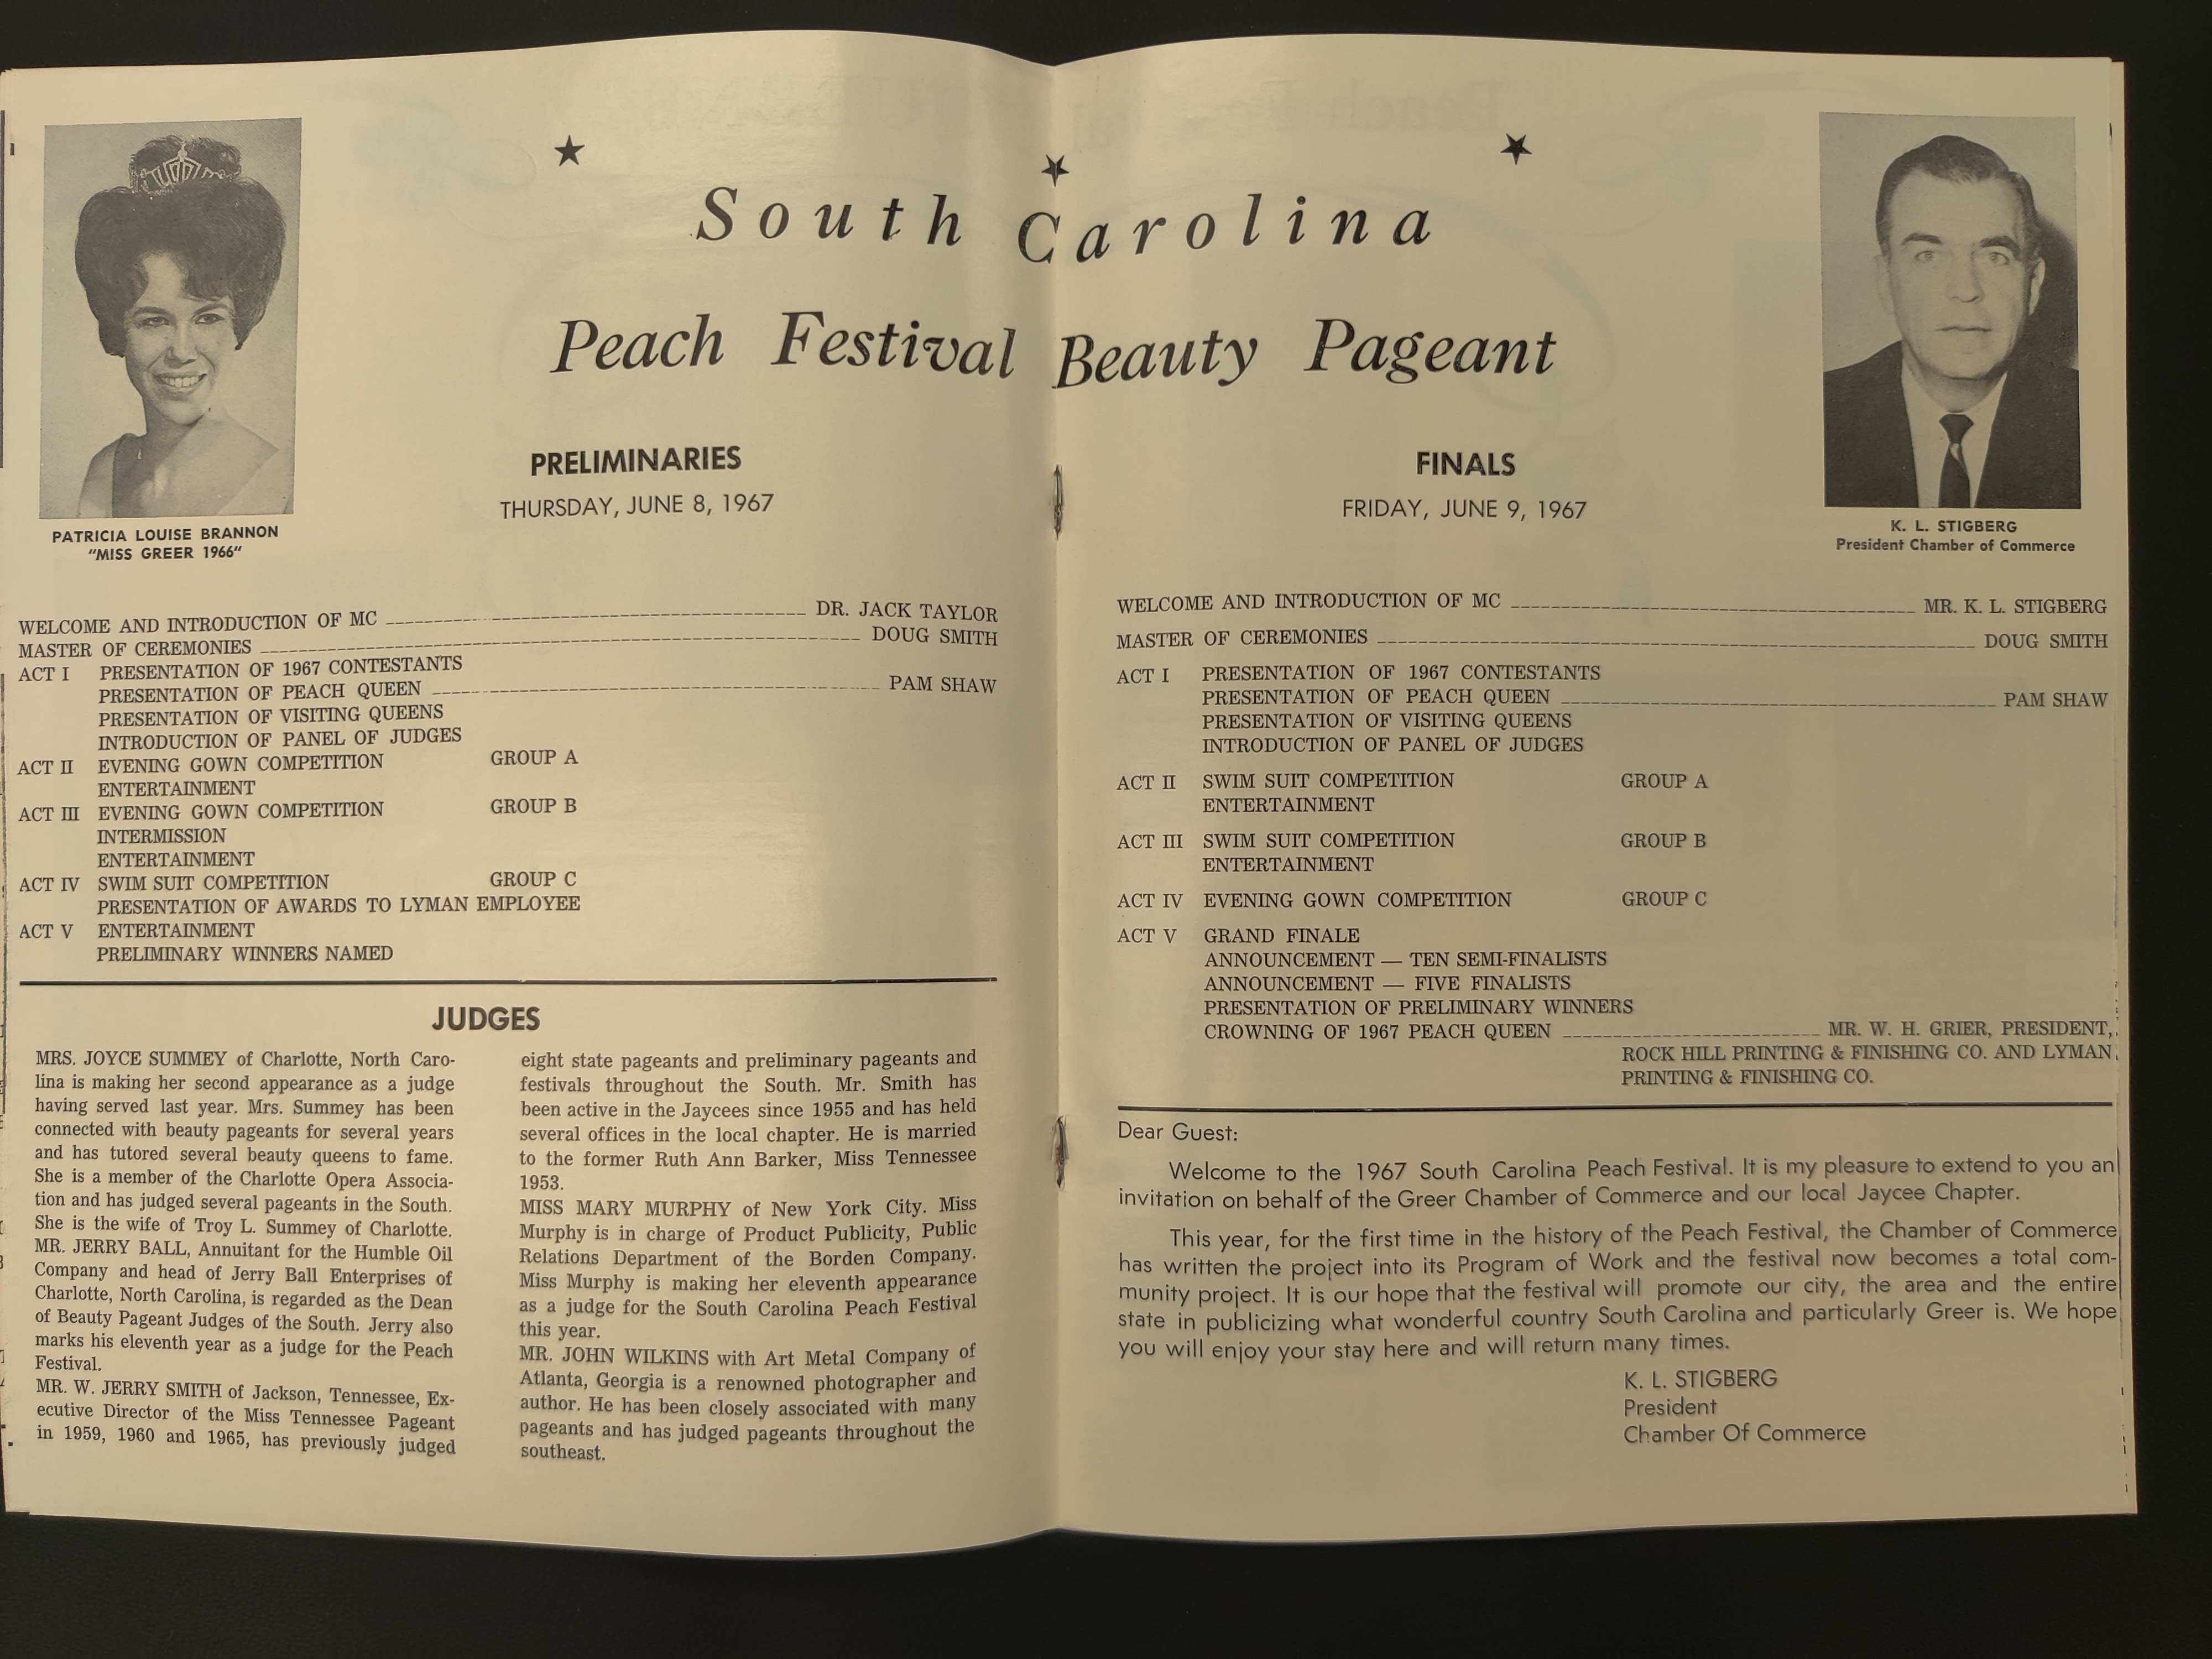 South Carolina
Peach Festival Beauty Pageant
PATRICIA LOUISE BRANNON
"MISS GREER 1966"
PRELIMINARIES
THURSDAY, JUNE 8, 1967
WELCOME AND INTRODUCTION OF MC DR. JACK TAYLOR
MASTER OF CEREMONIES DOUG SMITH
ACT I PRESENTATION OF 1967 CONTESTANTS
PRESENTATION OF PEACH QUEEN PAM SHAW
PRESENTATION OF VISITING QUEENS
INTRODUCTION OF PANEL OF JUDGES
ACT II EVENING GOWN COMPETITION GROUP A
ENTERTAINMENT
ACT III EVENING GOWN COMPETITION GROUP B
INTERMISSION
ENTERTAINMENT
ACT IV SWIM SUIT COMPETITION GROUP C
PRESENTATION OF AWARDS TO LYMAN EMPLOYEE
ACT V ENTERTAINMENT
PRELIMINARY WINNERS NAMED
JUDGES
MRS. JOYCE SUMMEY of Charlotte, North Caro-
lina is making her second appearance as a judge
having served last year. Mrs. Summey has been
connected with beauty pageants for several years
and has tutored several beauty queens to fame.
She is a member of the Charlotte Opera Associa-
tion and has judged several pageants in the South.
She is the wife of Troy L. Summey of Charlotte.
MR. JERRY BALL, Annuitant for the Humble Oil
Company and head of Jerry Ball Enterprises of
Charlotte, North Carolina, is regarded as the Dean
of Beauty Pageant Judges of the South. Jerry also
marks his eleventh year as a judge for the Peach
Festival.
MR. W. JERRY SMITH of Jackson, Tennessee, Ex-
ecutive Director of the Miss Tennessee Pageant
in 1959, 1960 and 1965, has previously judged
eight state pageants and preliminary pageants and
festivals throughout the South. Mr. Smith has
been active in the Jaycees since 1955 and has held
several offices in the local chapter. He is married
to the former Ruth Ann Barker, Miss Tennessee
1953.
MISS MARY MURPHY of New York City. Miss
Murphy is in charge of Product Publicity, Public
Relations Department of the Borden Company.
Miss Murphy is making her eleventh appearance
as a judge for the South Carolina Peach Festival
this year.
MR. JOHN WILKINS with Art Metal Company of
Atlanta, Georgia is a renowned photographer and
author. He has been closely associated with many
pageants and has judged pageants throughout the
southeast.
K. L. STIGBERG
President Chamber of Commerce
FINALS
FRIDAY, JUNE 9, 1967
WELCOME AND INTRODUCTION OF MC MR. K. L. STIGBERG
MASTER OF CEREMONIES DOUG SMITH
ACT I PRESENTATION OF 1967 CONTESTANTS
PRESENTATION OF PEACH QUEEN PAM SHAW
PRESENTATION OF VISITING QUEENS
INTRODUCTION OF PANEL OF JUDGES
ACT II SWIM SUIT COMPETITION GROUP A
ENTERTAINMENT
ACT III SWIM SUIT COMPETITION GROUP B
ENTERTAINMENT
ACT IV EVENING GOWN COMPETITION GROUP C
ACT V GRAND FINALE
ANNOUNCEMENT — TEN SEMI-FINALISTS
ANNOUNCEMENT — FIVE FINALISTS
PRESENTATION OF PRELIMINARY WINNERS
CROWNING OF 1967 PEACH QUEEN MR. W. H. GRIER, PRESIDENT,
ROCK HILL PRINTING & FINISHING CO. AND LYMAN
PRINTING & FINISHING CO.
Dear Guest:
Welcome to the 1967 South Carolina Peach Festival. It is my pleasure to extend to you an
invitation on behalf of the Greer Chamber of Commerce and our local Jaycee Chapter.
This year, for the first time in the history of the Peach Festival, the Chamber of Commerce
has written the project into its Program of Work and the festival now becomes a total com-
munity project. It is our hope that the festival will promote our city, the area and the entire
state in publicizing what wonderful country South Carolina and particularly Greer is. We hope
you will enjoy your stay here and will return many times.
K. L. STIGBERG
President
Chamber Of Commerce